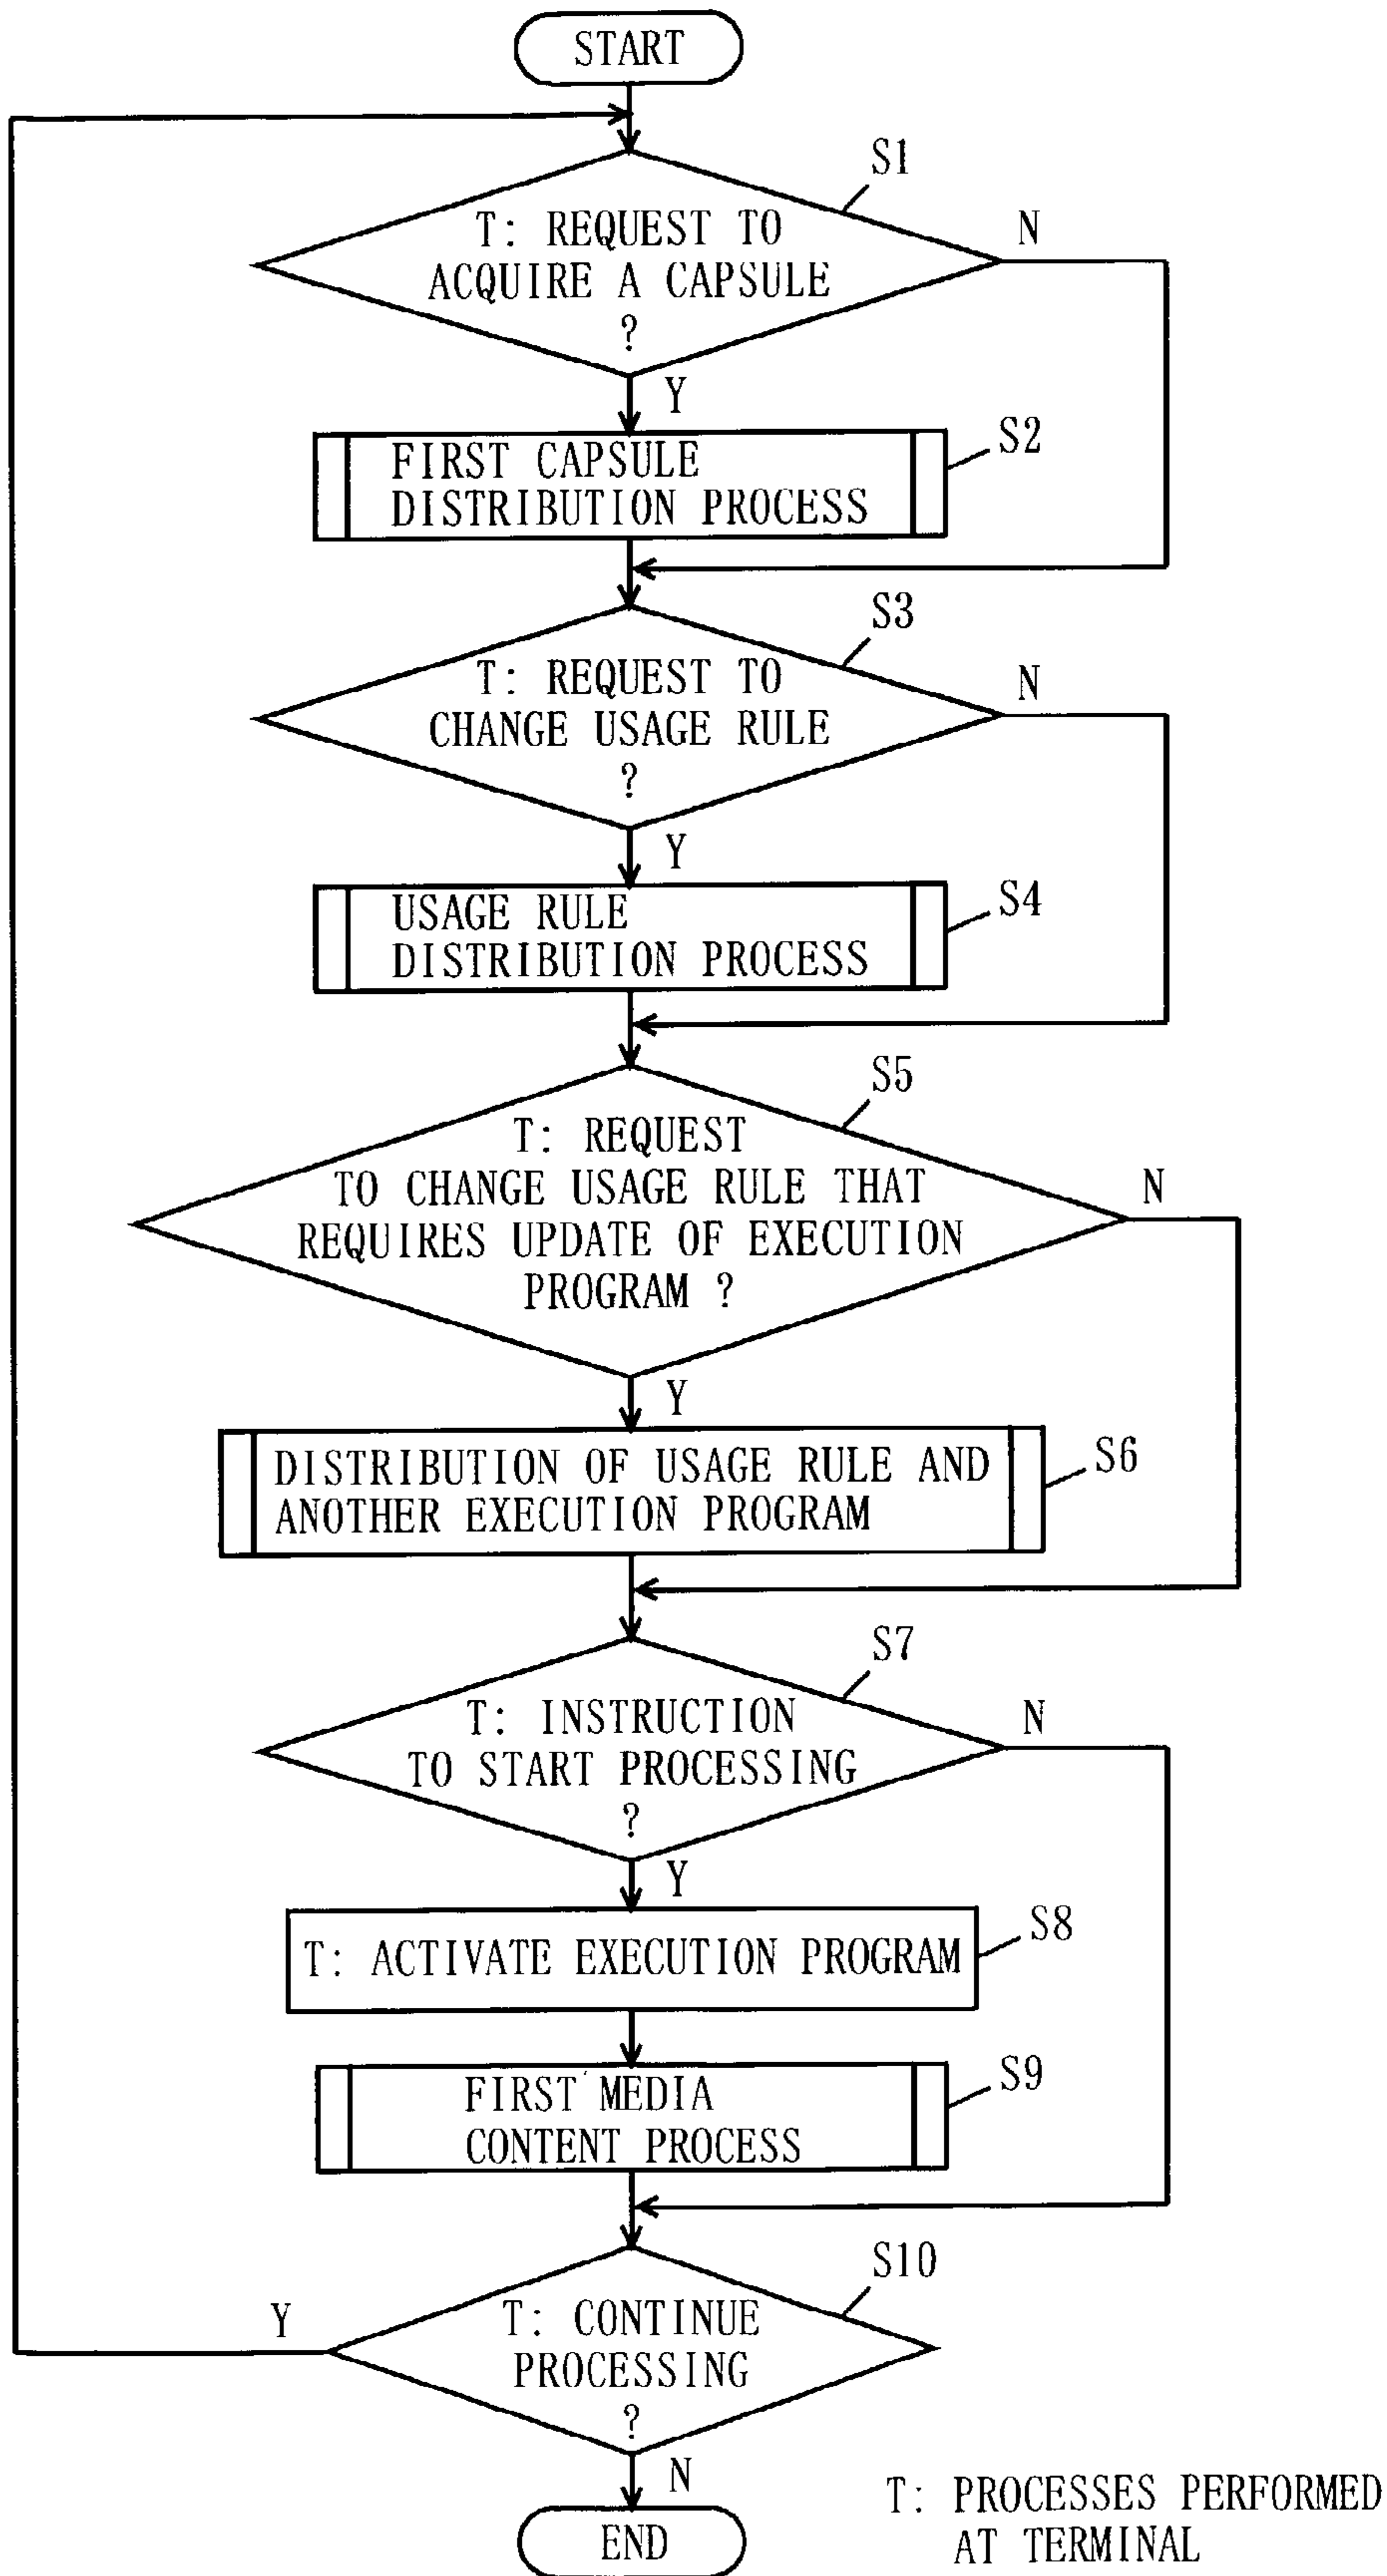 START
S1
T: REQUEST TO
ACQUIRE A CAPSULE
?
N
Y
S2
FIRST CAPSULE
DISTRIBUTION PROCESS
S3
T: REQUEST TO
CHANGE USAGE RULE
?
N
Y
S4
USAGE RULE
DISTRIBUTION PROCESS
S5
T: REQUEST
TO CHANGE USAGE RULE THAT
REQUIRES UPDATE OF EXECUTION
PROGRAM ?
N
Y
S6
DISTRIBUTION OF USAGE RULE AND
ANOTHER EXECUTION PROGRAM
S7
T: INSTRUCTION
TO START PROCESSING
?
N
Y
S8
T: ACTIVATE EXECUTION PROGRAM
S9
FIRST MEDIA
CONTENT PROCESS
S10
T: CONTINUE
PROCESSING
?
Y
N
END
T: PROCESSES PERFORMED
AT TERMINAL